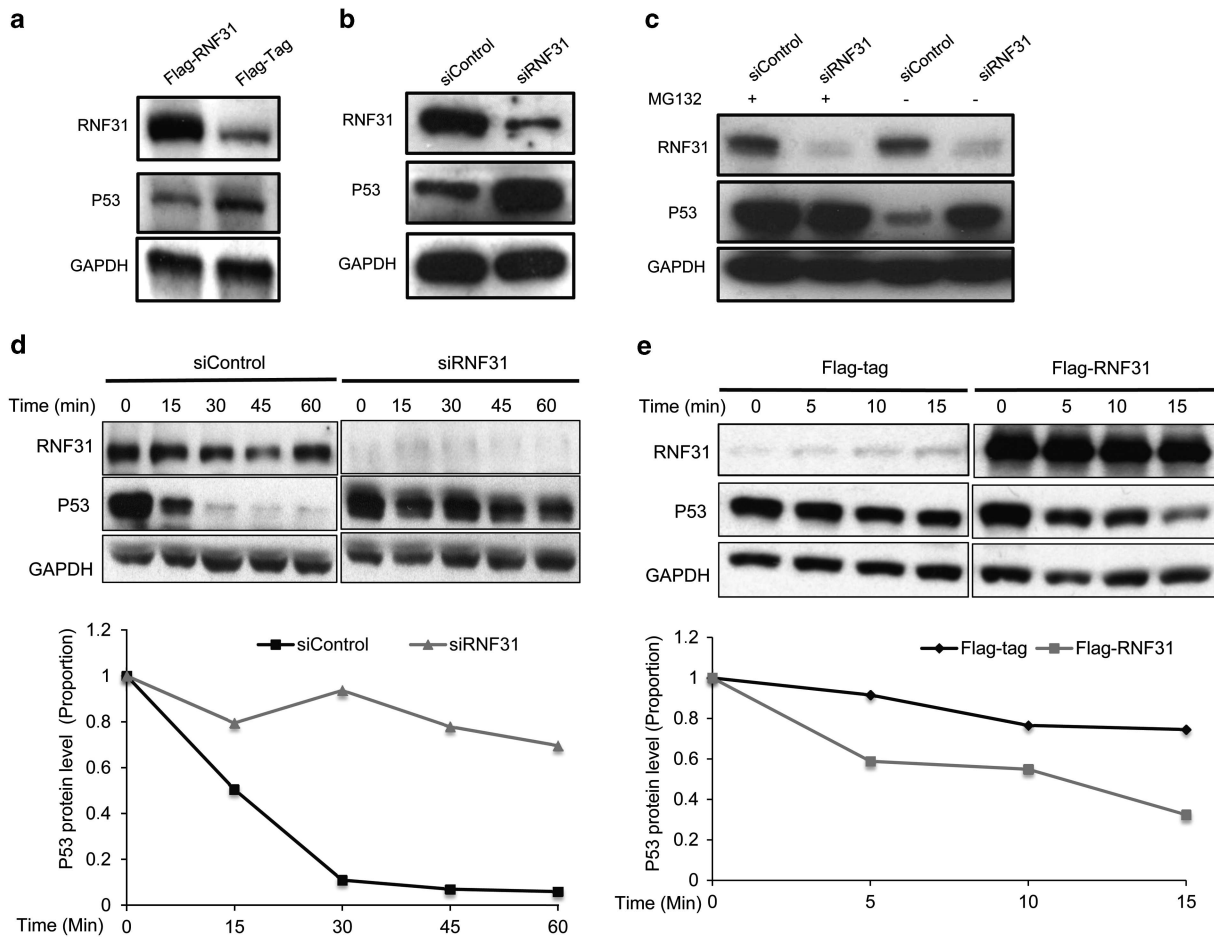 a
Flag-RNF31
Flag-Tag
RNF31
P53
GAPDH
b
siControl
siRNF31
RNF31
P53
GAPDH
c
siControl
siRNF31
siControl
siRNF31
MG132 + + - -
RNF31
P53
GAPDH
d
siControl siRNF31
Time (min) 0 15 30 45 60 0 15 30 45 60
RNF31
P53
GAPDH
P53 protein level (Proportion)
siControl siRNF31
1.2
1
0.8
0.6
0.4
0.2
0
Time (Min) 0 15 30 45 60
e
Flag-tag Flag-RNF31
Time (min) 0 5 10 15 0 5 10 15
RNF31
P53
GAPDH
P53 protein level (Proportion)
Flag-tag Flag-RNF31
1.2
1
0.8
0.6
0.4
0.2
0
Time (Min) 0 5 10 15